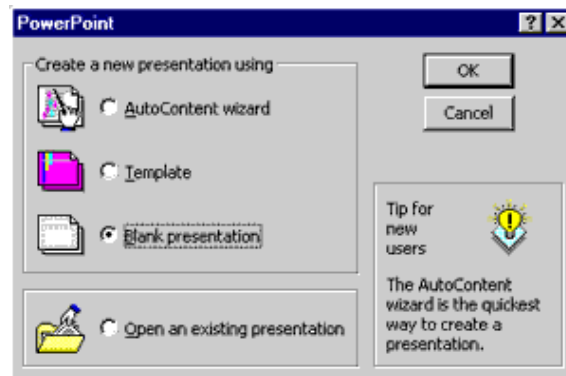 PowerPoint
Create a new presentation using
AutoContent wizard
Template
Blank presentation
Open an existing presentation
OK
Cancel
Tip for
new
users
The AutoContent
wizard is the quickest
way to create a
presentation.